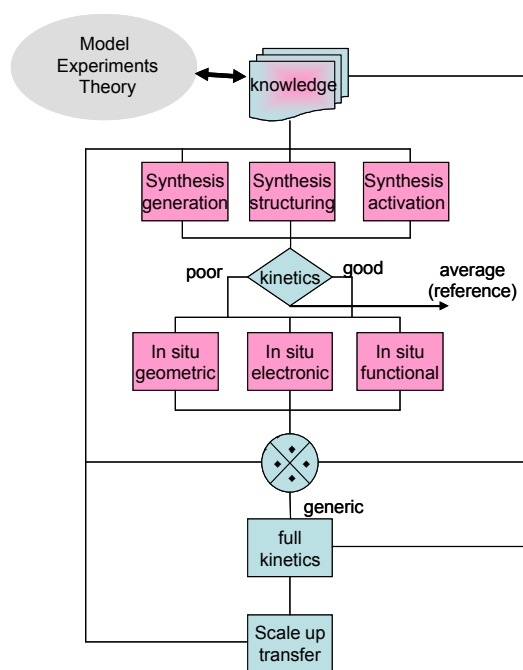 Model
Experiments
Theory
knowledge
Synthesis
generation
Synthesis
structuring
Synthesis
activation
poor
kinetics
good
average
(reference)
In situ
geometric
In situ
electronic
In situ
functional
generic
full
kinetics
Scale up
transfer